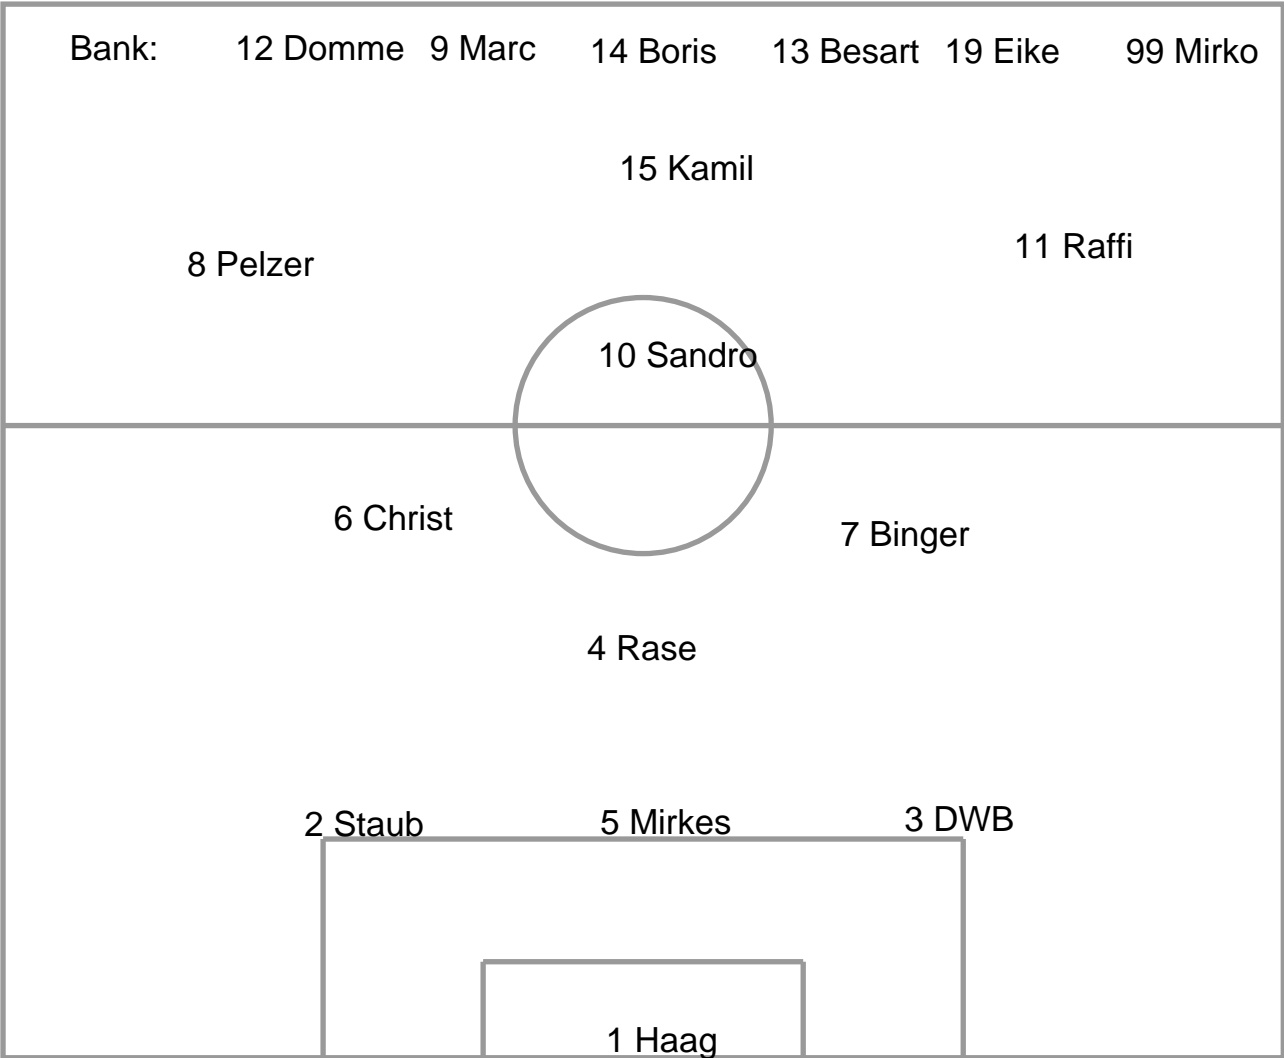 Bank: 12 Domme 9 Marc 14 Boris 13 Besart 19 Eike 99 Mirko
15 Kamil
8 Pelzer 11 Raffi
10 Sandro
6 Christ 7 Binger
4 Rase
2 Staub 5 Mirkes 3 DWB
1 Haag